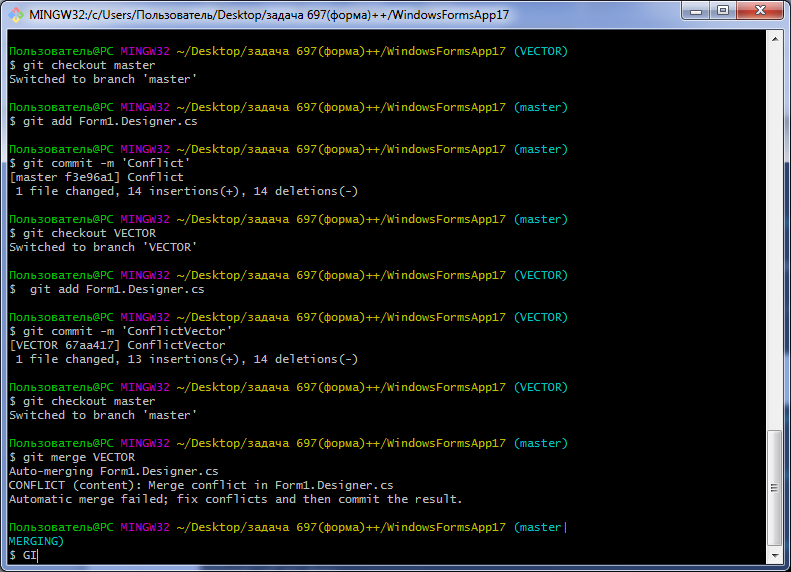 MINGW32:/c/Users/Пользователь/Desktop/задача 697(форма)++/WindowsFormsApp17
Пользователь@PC MINGW32 ~/Desktop/задача 697(форма)++/WindowsFormsApp17 (VECTOR)
$ git checkout master
Switched to branch 'master'
Пользователь@PC MINGW32 ~/Desktop/задача 697(форма)++/WindowsFormsApp17 (master)
$ git add Form1.Designer.cs
Пользователь@PC MINGW32 ~/Desktop/задача 697(форма)++/WindowsFormsApp17 (master)
$ git commit -m 'Conflict'
[master f3e96a1] Conflict
 1 file changed, 14 insertions(+), 14 deletions(-)
Пользователь@PC MINGW32 ~/Desktop/задача 697(форма)++/WindowsFormsApp17 (master)
$ git checkout VECTOR
Switched to branch 'VECTOR'
Пользователь@PC MINGW32 ~/Desktop/задача 697(форма)++/WindowsFormsApp17 (VECTOR)
$  git add Form1.Designer.cs
Пользователь@PC MINGW32 ~/Desktop/задача 697(форма)++/WindowsFormsApp17 (VECTOR)
$ git commit -m 'ConflictVector'
[VECTOR 67aa417] ConflictVector
 1 file changed, 13 insertions(+), 14 deletions(-)
Пользователь@PC MINGW32 ~/Desktop/задача 697(форма)++/WindowsFormsApp17 (VECTOR)
$ git checkout master
Switched to branch 'master'
Пользователь@PC MINGW32 ~/Desktop/задача 697(форма)++/WindowsFormsApp17 (master)
$ git merge VECTOR
Auto-merging Form1.Designer.cs
CONFLICT (content): Merge conflict in Form1.Designer.cs
Automatic merge failed; fix conflicts and then commit the result.
Пользователь@PC MINGW32 ~/Desktop/задача 697(форма)++/WindowsFormsApp17 (master|
MERGING)
$ GI